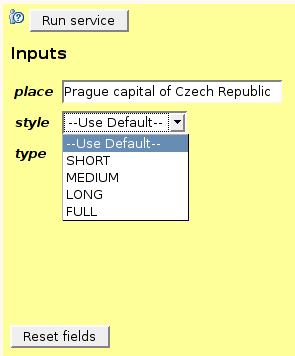 Run service
Inputs
place Prague capital of Czech Republic
style --Use Default--
--Use Default--
type SHORT
MEDIUM
LONG
FULL
Reset fields